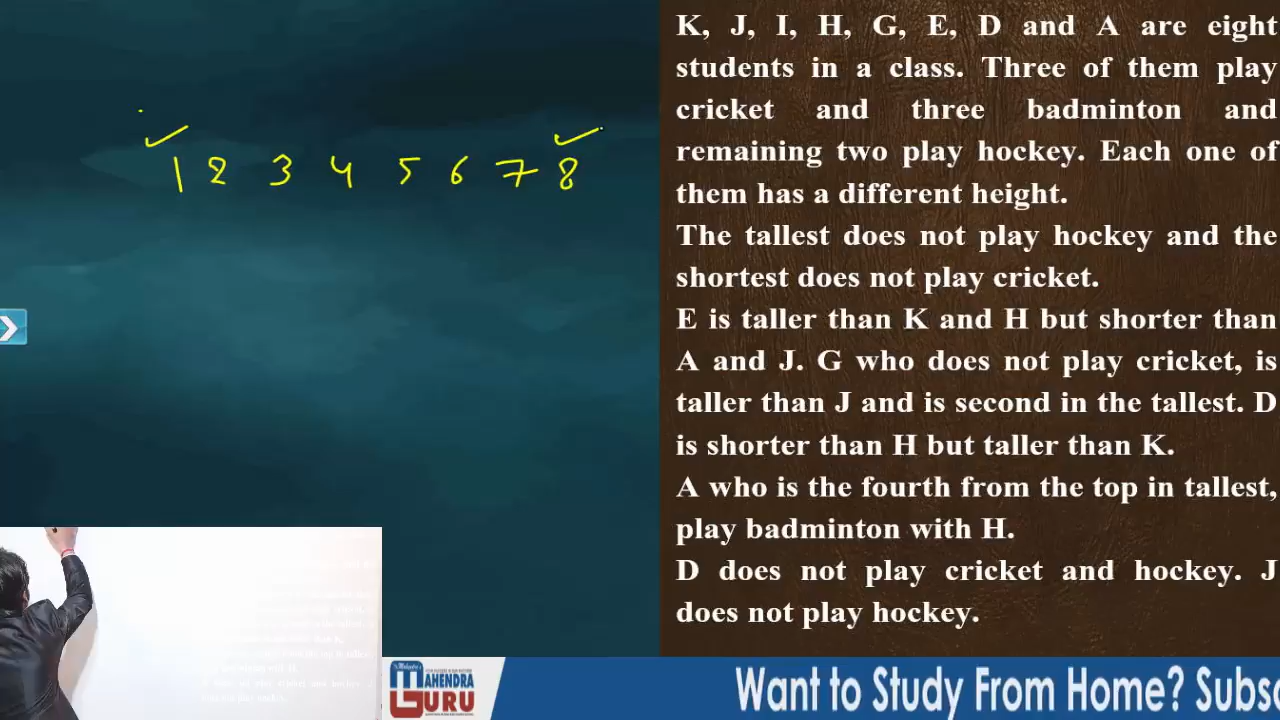 1 2 3 4 5 6 7 8
K, J, I, H, G, E, D and A are eight
students in a class. Three of them play
cricket and three badminton and
remaining two play hockey. Each one of
them has a different height.
The tallest does not play hockey and the
shortest does not play cricket.
E is taller than K and H but shorter than
A and J. G who does not play cricket, is
taller than J and is second in the tallest. D
is shorter than H but taller than K.
A who is the fourth from the top in tallest,
play badminton with H.
D does not play cricket and hockey. J
does not play hockey.
MAHENDRA
GURU
Want to Study From Home? Subsc